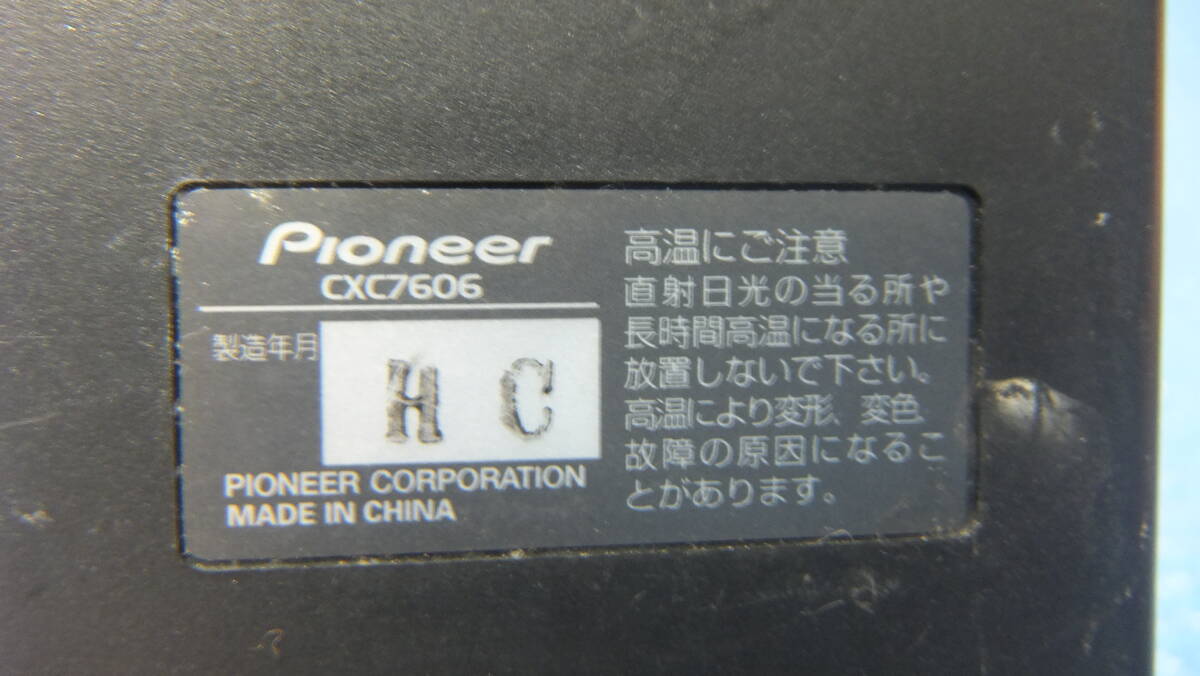 Pioneer
CXC7606
製造年月
H C
PIONEER CORPORATION
MADE IN CHINA
高温にご注意
直射日光の当る所や
長時間高温になる所に
放置しないで下さい。
高温により変形、変色
故障の原因になるこ
とがあります。